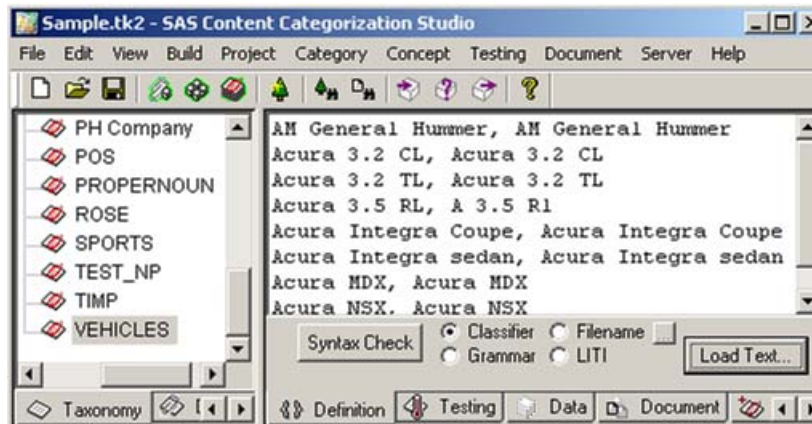 Sample.tk2 - SAS Content Categorization Studio
File Edit View Build Project Category Concept Testing Document Server Help
PH Company
POS
PROPERNOUN
ROSE
SPORTS
TEST_NP
TIMP
VEHICLES
AM General Hummer, AM General Hummer
Acura 3.2 CL, Acura 3.2 CL
Acura 3.2 TL, Acura 3.2 TL
Acura 3.5 RL, A 3.5 Rl
Acura Integra Coupe, Acura Integra Coupe
Acura Integra sedan, Acura Integra sedan
Acura MDX, Acura MDX
Acura NSX, Acura NSX
Syntax Check Classifier Filename ...
Grammar LITI Load Text...
Taxonomy Definition Testing Data Document